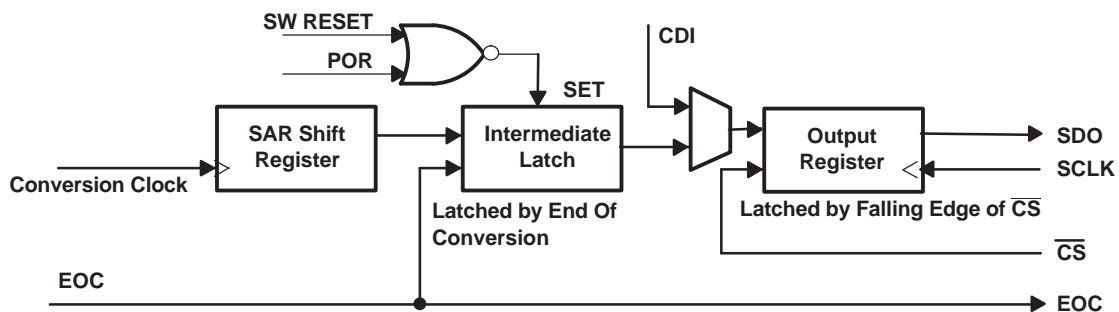 SW RESET
POR
CDI
SET
SAR Shift
Register
Intermediate
Latch
Output
Register
SDO
SCLK
Conversion Clock
Latched by End Of
Conversion
Latched by Falling Edge of CS
CS
EOC
EOC